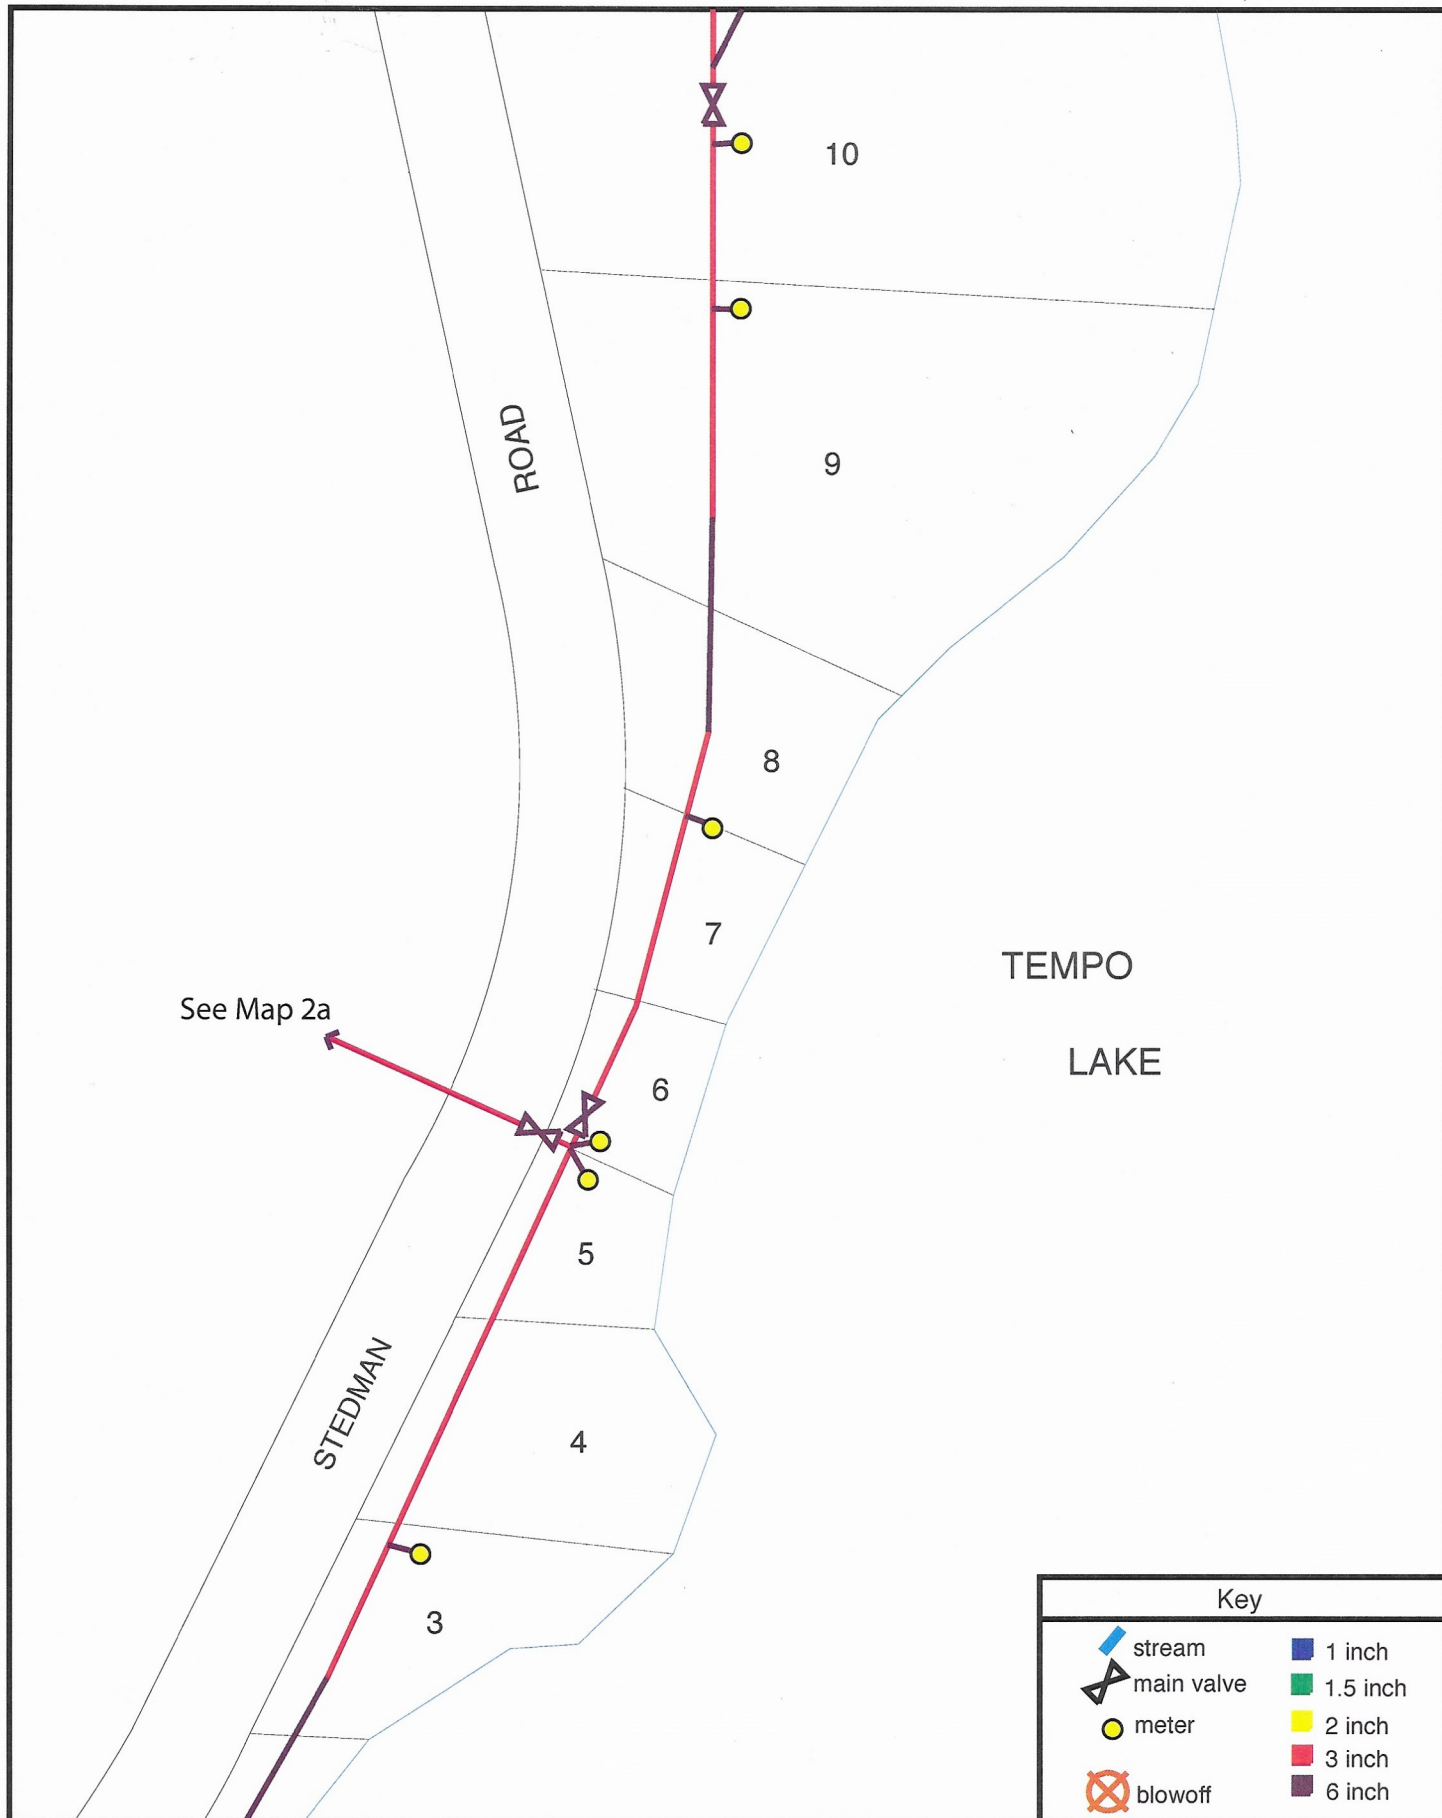 10
ROAD
9
8
7
TEMPO
See Map 2a
LAKE
6
5
STEDMAN
4
3
Key
stream
main valve
meter
blowoff
1 inch
1.5 inch
2 inch
3 inch
6 inch